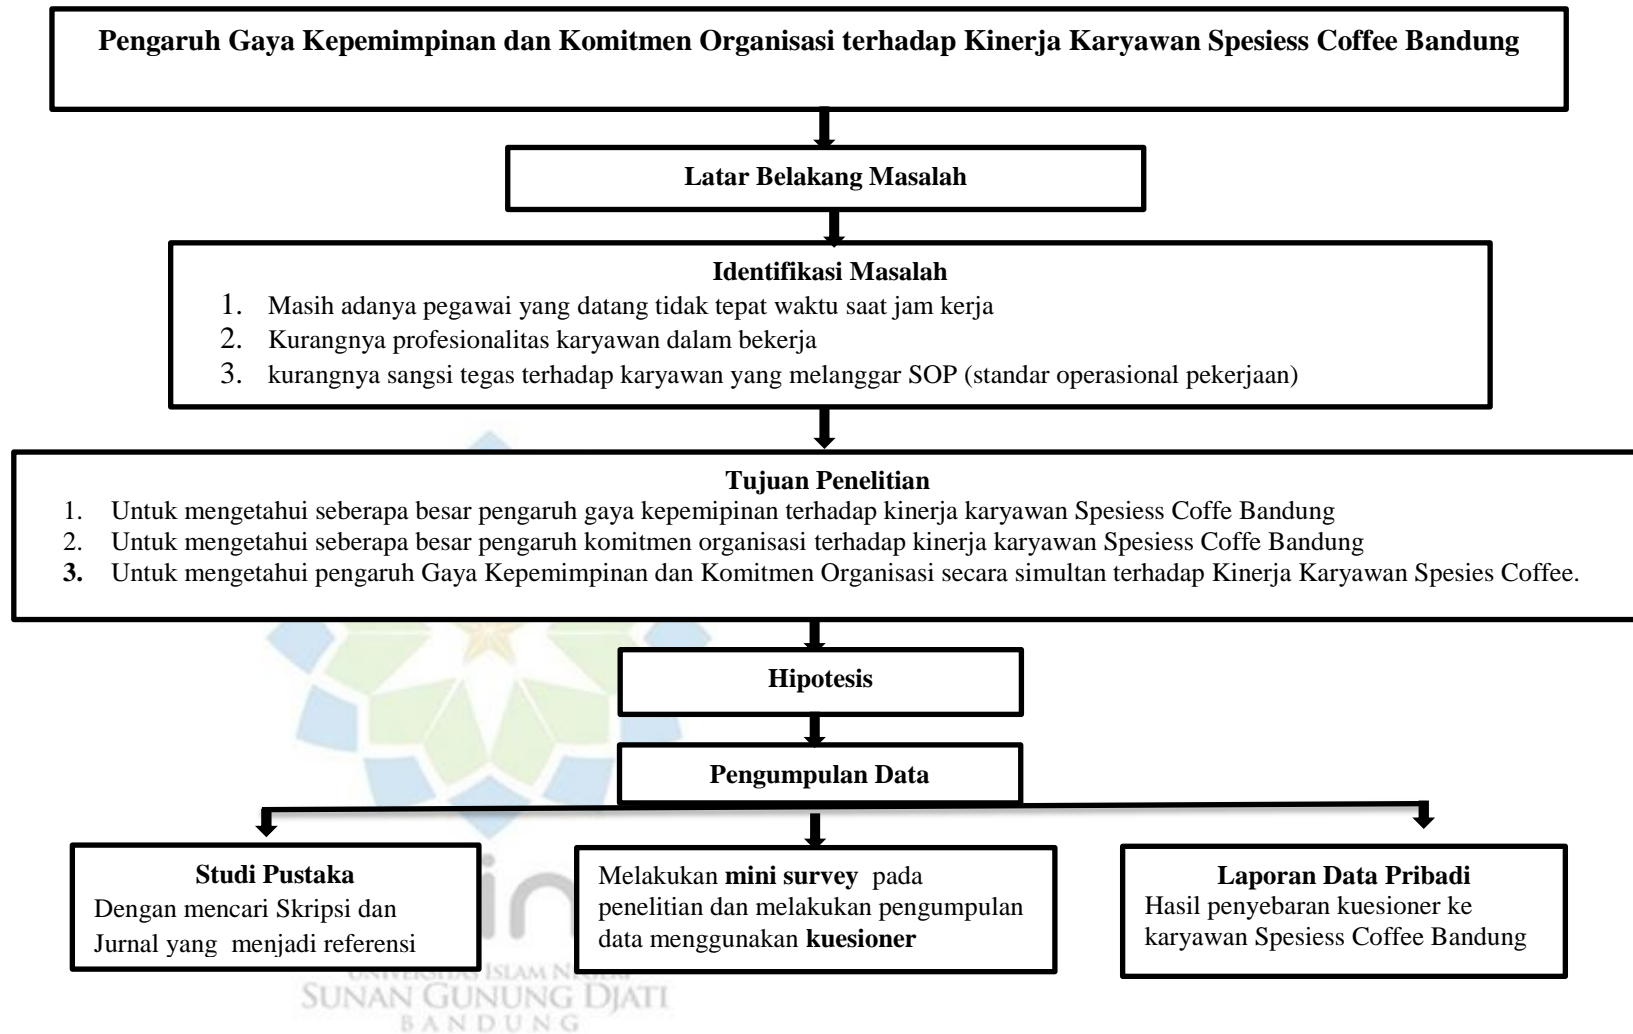 Pengaruh Gaya Kepemimpinan dan Komitmen Organisasi terhadap Kinerja Karyawan Spesiess Coffee Bandung
Latar Belakang Masalah
Identifikasi Masalah
1. Masih adanya pegawai yang datang tidak tepat waktu saat jam kerja
2. Kurangnya profesionalitas karyawan dalam bekerja
3. kurangnya sangsi tegas terhadap karyawan yang melanggar SOP (standar operasional pekerjaan)
Tujuan Penelitian
1. Untuk mengetahui seberapa besar pengaruh gaya kepemipinan terhadap kinerja karyawan Spesiess Coffe Bandung
2. Untuk mengetahui seberapa besar pengaruh komitmen organisasi terhadap kinerja karyawan Spesiess Coffe Bandung
3. Untuk mengetahui pengaruh Gaya Kepemimpinan dan Komitmen Organisasi secara simultan terhadap Kinerja Karyawan Spesies Coffee.
Hipotesis
Pengumpulan Data
Studi Pustaka
Dengan mencari Skripsi dan
Jurnal yang menjadi referensi
Melakukan mini survey pada
penelitian dan melakukan pengumpulan
data menggunakan kuesioner
Laporan Data Pribadi
Hasil penyebaran kuesioner ke
karyawan Spesiess Coffee Bandung
ISLAM
SUNAN GUNUNG DJATI
BANDUNG